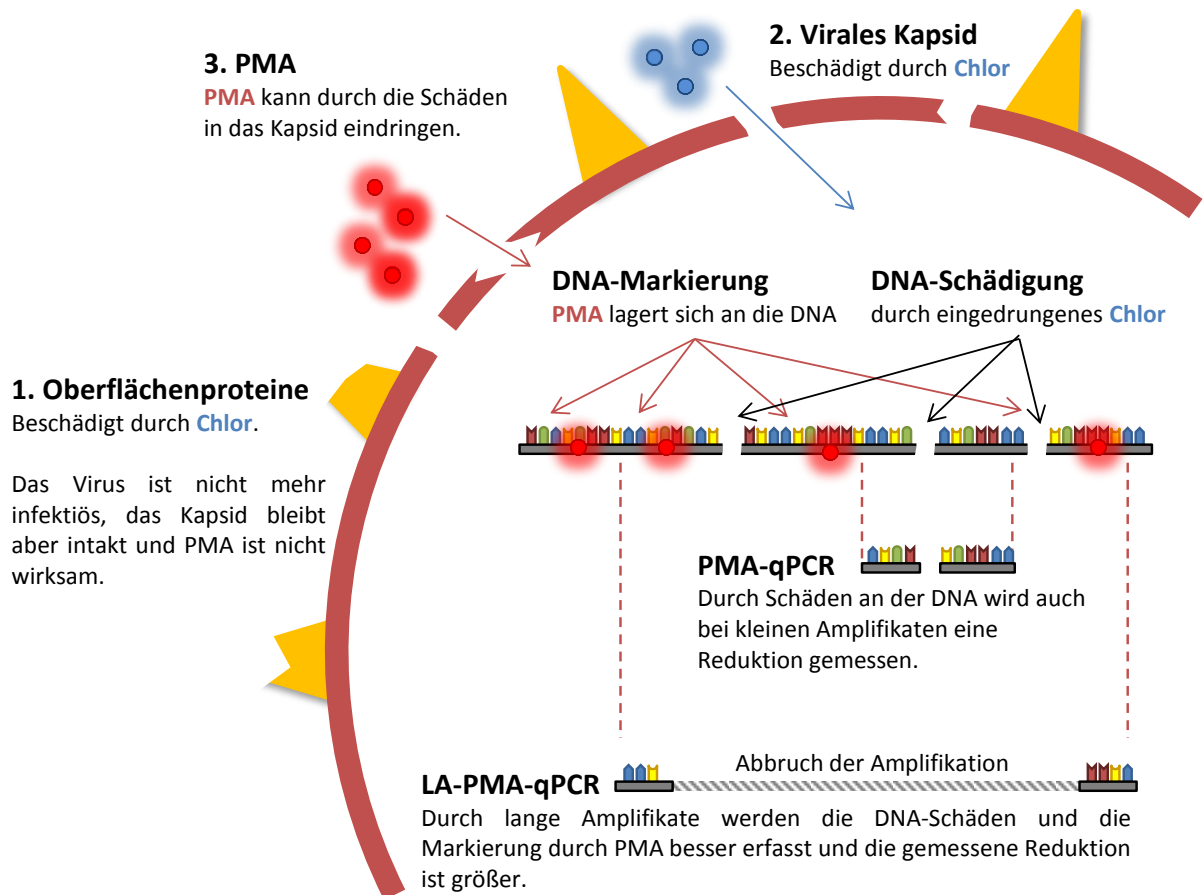 3. PMA
PMA kann durch die Schäden
in das Kapsid eindringen.
2. Virales Kapsid
Beschädigt durch Chlor
1. Oberflächenproteine
Beschädigt durch Chlor.
Das Virus ist nicht mehr
infektiös, das Kapsid bleibt
aber intakt und PMA ist nicht
wirksam.
DNA-Markierung
PMA lagert sich an die DNA
DNA-Schädigung
durch eingedrungenes Chlor
PMA-qPCR
Durch Schäden an der DNA wird auch
bei kleinen Amplifikaten eine
Reduktion gemessen.
Abbruch der Amplifikation
LA-PMA-qPCR
Durch lange Amplifikate werden die DNA-Schäden und die
Markierung durch PMA besser erfasst und die gemessene Reduktion
ist größer.